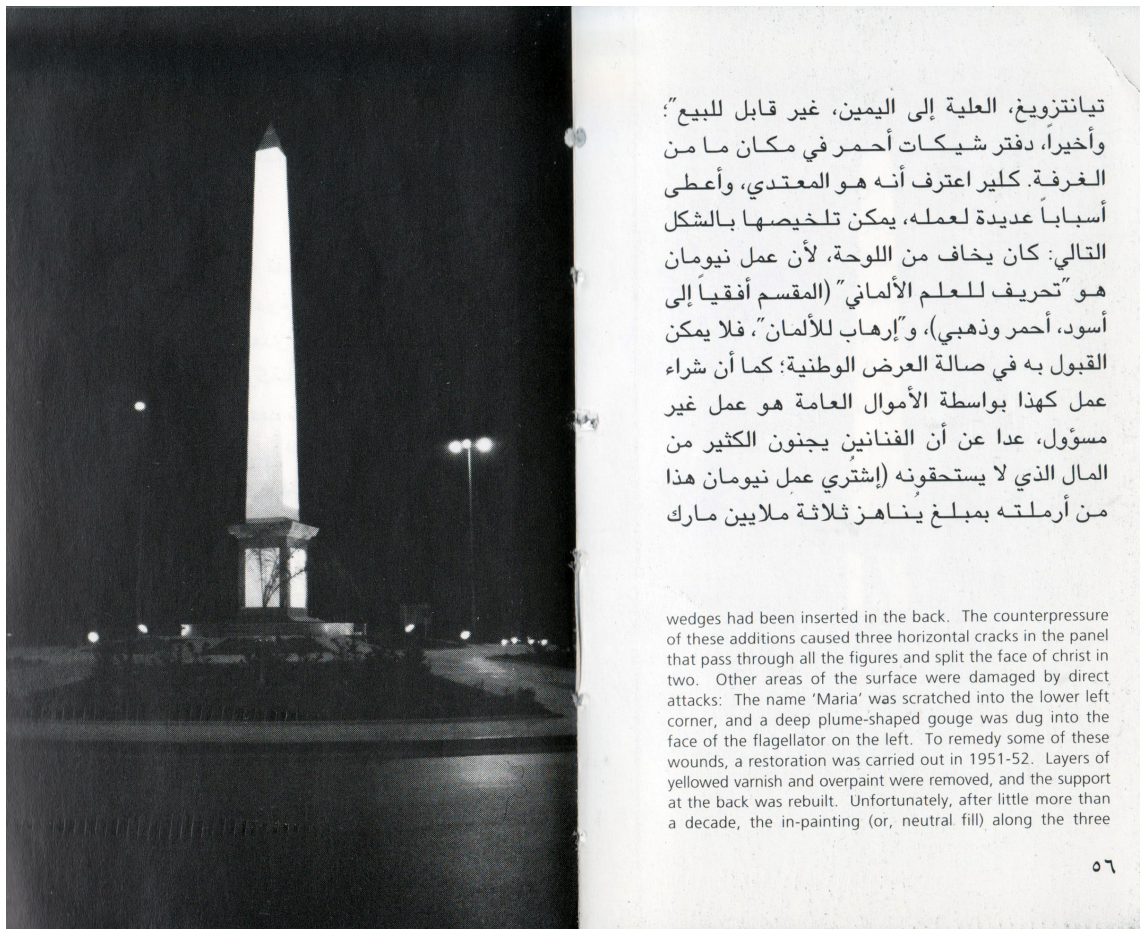 تيانتزويغ، العلية إلى اليمين، غير قابل للبيع"؛
وأخيراً، دفتر شيكات أحمر في مكان ما من
الغرفة. كلير اعترف أنه هو المعتدي، وأعطى
أسباباً عديدة لعمله، يمكن تلخيصها بالشكل
التالي: كان يخاف من اللوحة، لأن عمل نيومان
هو "تحريف للعلم الألماني" (المقسم أفقياً إلى
أسود، أحمر وذهبي)، و"إرهاب للألمان"، فلا يمكن
القبول به في صالة العرض الوطنية؛ كما أن شراء
عمل كهذا بواسطة الأموال العامة هو عمل غير
مسؤول، عدا عن أن الفنانين يجنون الكثير من
المال الذي لا يستحقونه (إشتُري عمل نيومان هذا
من أرملته بمبلغ يُناهز ثلاثة ملايين مارك
wedges had been inserted in the back. The counterpressure
of these additions caused three horizontal cracks in the panel
that pass through all the figures and split the face of christ in
two. Other areas of the surface were damaged by direct
attacks: The name ‘Maria’ was scratched into the lower left
corner, and a deep plume-shaped gouge was dug into the
face of the flagellator on the left. To remedy some of these
wounds, a restoration was carried out in 1951-52. Layers of
yellowed varnish and overpaint were removed, and the support
at the back was rebuilt. Unfortunately, after little more than
a decade, the in-painting (or, neutral fill) along the three
٥٦